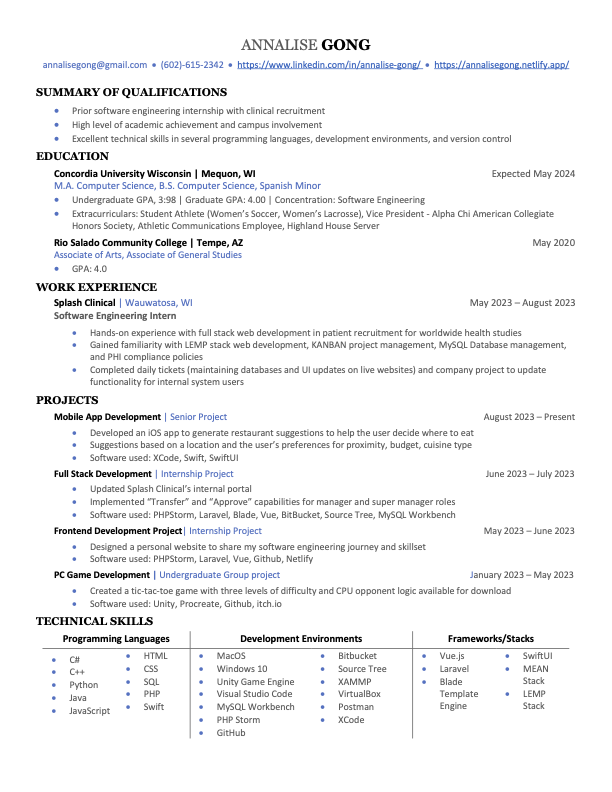 ANNALISE GONG
annalisegong@gmail.com • (602)-615-2342 • https://www.linkedin.com/in/annalise-gong/ • https://annalisegong.netlify.app/
SUMMARY OF QUALIFICATIONS
• Prior software engineering internship with clinical recruitment
• High level of academic achievement and campus involvement
• Excellent technical skills in several programming languages, development environments, and version control
EDUCATION
Concordia University Wisconsin | Mequon, WI Expected May 2024
M.A. Computer Science, B.S. Computer Science, Spanish Minor
• Undergraduate GPA, 3:98 | Graduate GPA: 4.00 | Concentration: Software Engineering
• Extracurriculars: Student Athlete (Women's Soccer, Women's Lacrosse), Vice President - Alpha Chi American Collegiate
Honors Society, Athletic Communications Employee, Highland House Server
Rio Salado Community College | Tempe, AZ May 2020
Associate of Arts, Associate of General Studies
• GPA: 4.0
WORK EXPERIENCE
Splash Clinical | Wauwatosa, WI May 2023 – August 2023
Software Engineering Intern
• Hands-on experience with full stack web development in patient recruitment for worldwide health studies
• Gained familiarity with LEMP stack web development, KANBAN project management, MySQL Database management,
and PHI compliance policies
• Completed daily tickets (maintaining databases and UI updates on live websites) and company project to update
functionality for internal system users
PROJECTS
Mobile App Development | Senior Project August 2023 – Present
• Developed an iOS app to generate restaurant suggestions to help the user decide where to eat
• Suggestions based on a location and the user's preferences for proximity, budget, cuisine type
• Software used: XCode, Swift, SwiftUI
Full Stack Development | Internship Project June 2023 – July 2023
• Updated Splash Clinical's internal portal
• Implemented "Transfer" and "Approve" capabilities for manager and super manager roles
• Software used: PHPStorm, Laravel, Blade, Vue, BitBucket, Source Tree, MySQL Workbench
Frontend Development Project| Internship Project May 2023 – June 2023
• Designed a personal website to share my software engineering journey and skillset
• Software used: PHPStorm, Laravel, Vue, Github, Netlify
PC Game Development | Undergraduate Group project January 2023 – May 2023
• Created a tic-tac-toe game with three levels of difficulty and CPU opponent logic available for download
• Software used: Unity, Procreate, Github, itch.io
TECHNICAL SKILLS
Programming Languages
• C#
• C++
• Python
• Java
• JavaScript
• HTML
• CSS
• SQL
• PHP
• Swift
Development Environments
• MacOS
• Windows 10
• Unity Game Engine
• Visual Studio Code
• MySQL Workbench
• PHP Storm
• GitHub
• Bitbucket
• Source Tree
• XAMMP
• VirtualBox
• Postman
• XCode
Frameworks/Stacks
• Vue.js
• Laravel
• Blade
Template
Engine
• SwiftUI
• MEAN
Stack
• LEMP
Stack